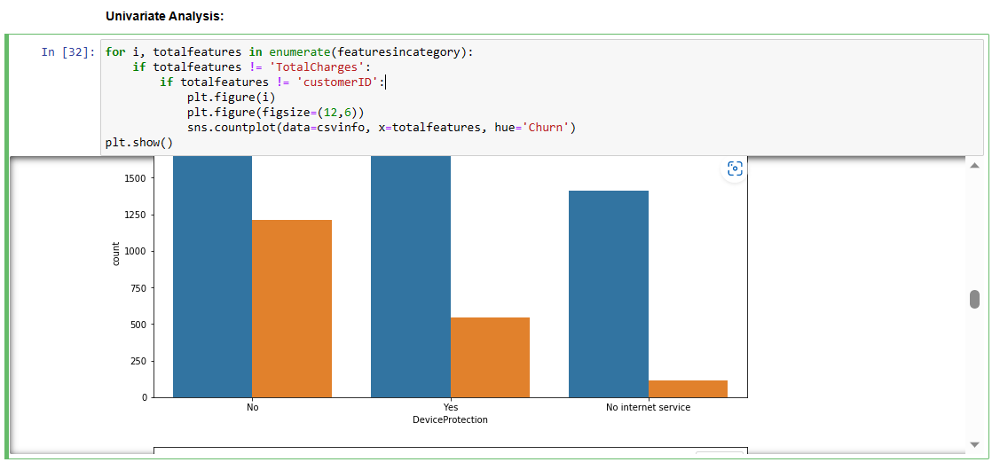 Univariate Analysis:
In [32]: for i, totalfeatures in enumerate(featuresincategory):
    if totalfeatures != 'TotalCharges':
        if totalfeatures != 'customerID':
            plt.figure(i)
            plt.figure(figsize=(12,6))
            sns.countplot(data=csvinfo, x=totalfeatures, hue='Churn')
plt.show()
1500
1250
1000
750
500
250
0
count
No Yes No internet service
DeviceProtection